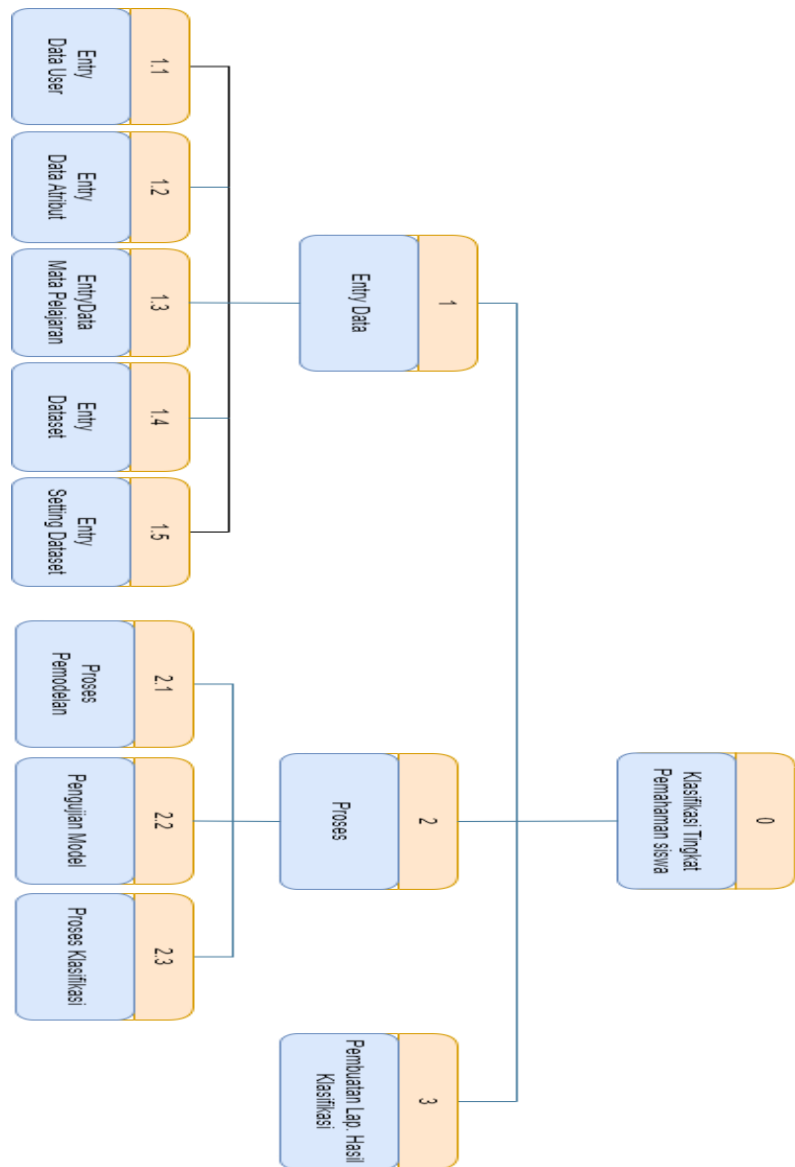 0
Klasifikasi Tingkat
Pemahaman siswa
1
Entry Data
2
Proses
3
Pembuatan Lap. Hasil
Klasifikasi
1.1
Entry
Data User
1.2
Entry
Data Atribut
1.3
EntryData
Mata Pelajaran
1.4
Entry
Dataset
1.5
Entry
Setting Dataset
2.1
Proses
Pemodelan
2.2
Pengujian Model
2.3
Proses Klasifikasi